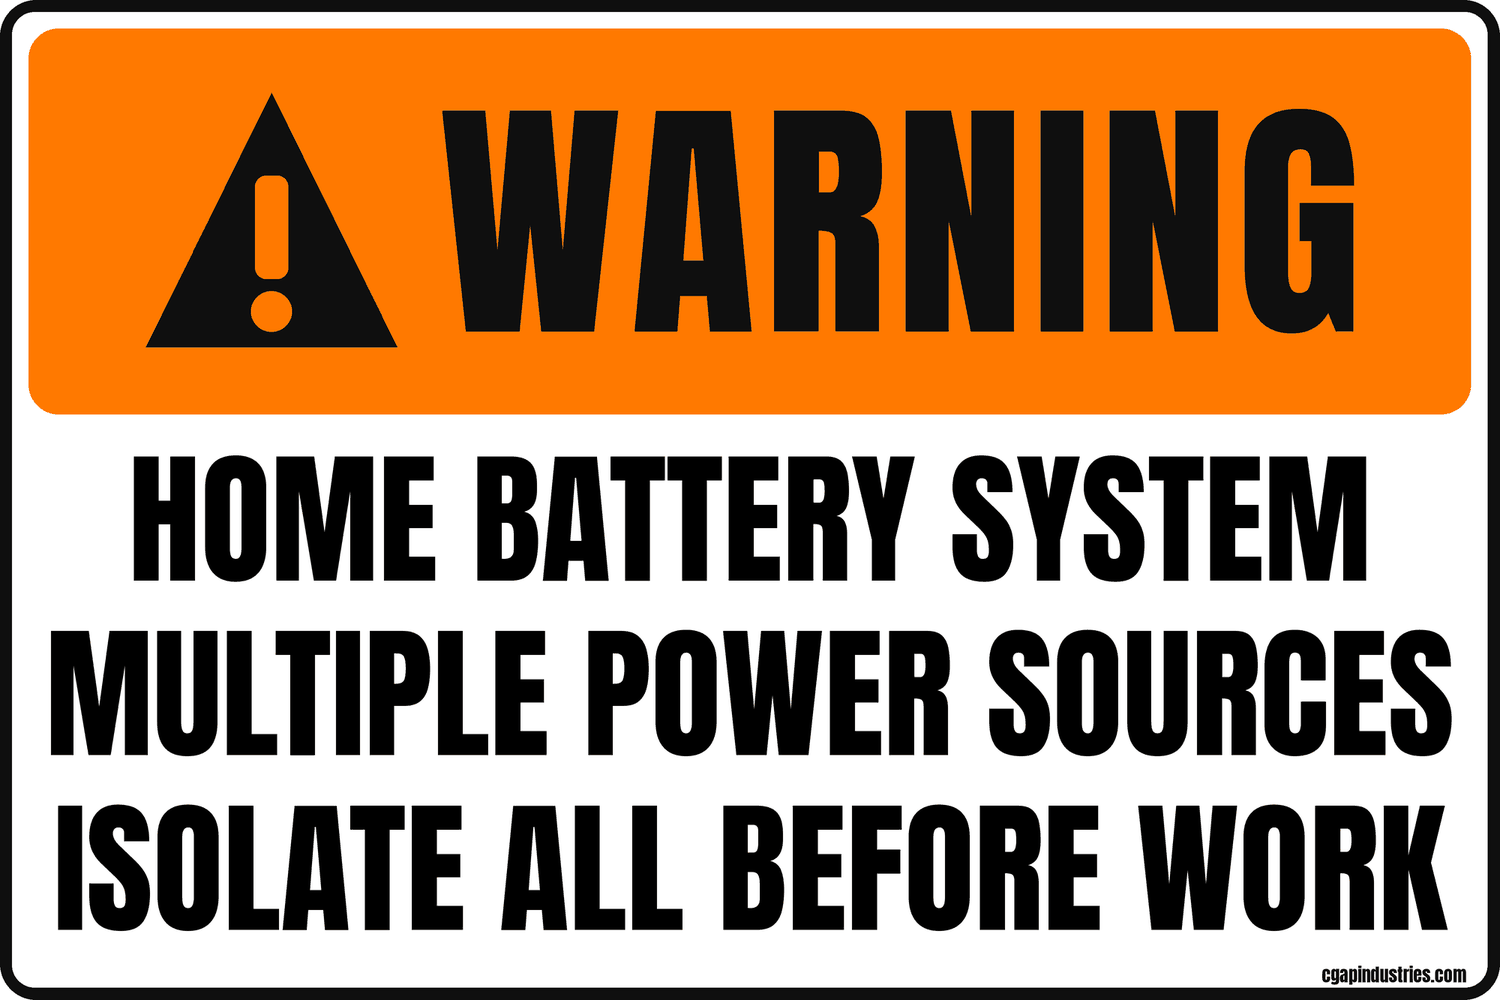 WARNING
HOME BATTERY SYSTEM
MULTIPLE POWER SOURCES
ISOLATE ALL BEFORE WORK
cgapindustries.com